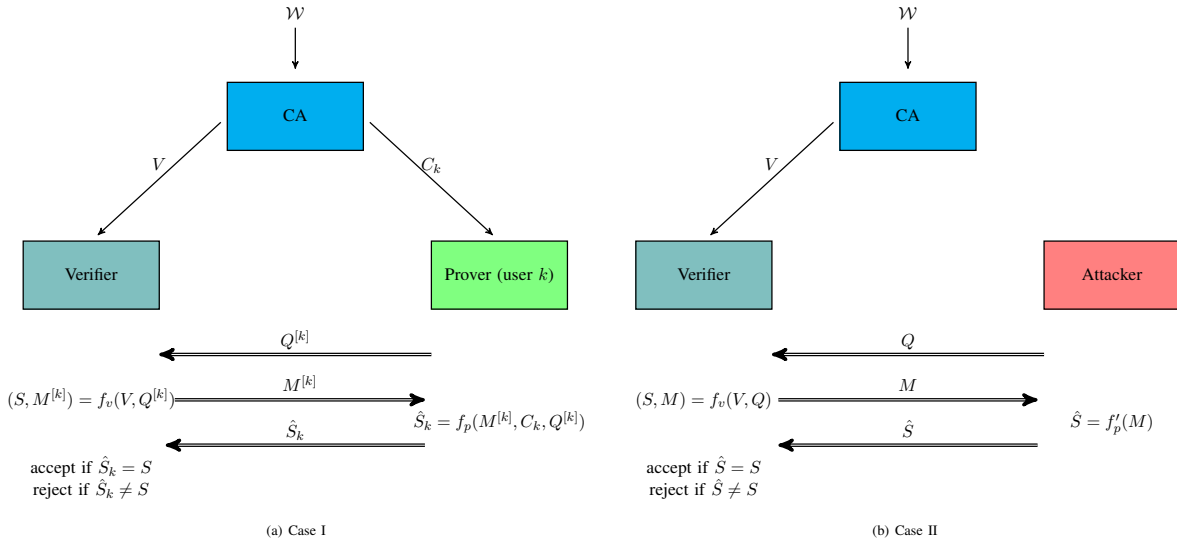 𝒲
CA
V
C_k
Verifier
Prover (user k)
Q^{[k]}
(S, M^{[k]}) = f_v(V, Q^{[k]})
M^{[k]}
Ŝ_k = f_p(M^{[k]}, C_k, Q^{[k]})
Ŝ_k
accept if Ŝ_k = S
reject if Ŝ_k ≠ S
(a) Case I
𝒲
CA
V
Verifier
Attacker
Q
(S, M) = f_v(V, Q)
M
Ŝ = f′_p(M)
Ŝ
accept if Ŝ = S
reject if Ŝ ≠ S
(b) Case II